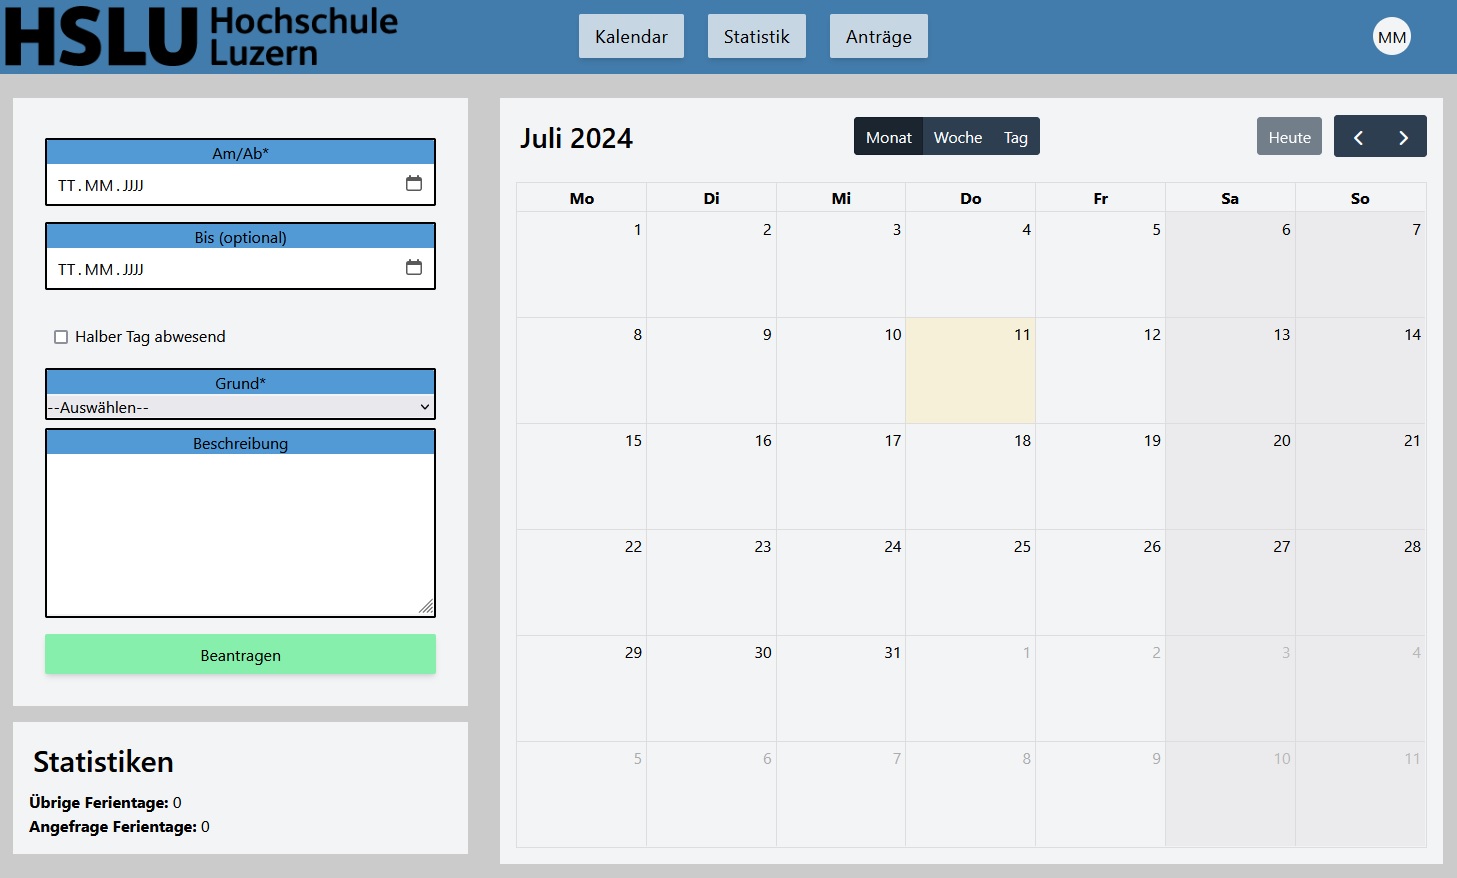 HSLU Hochschule
Luzern
Kalendar Statistik Anträge
MM
Am/Ab*
TT.MM.JJJJ
Bis (optional)
TT.MM.JJJJ
Halber Tag abwesend
Grund*
--Auswählen--
Beschreibung
Beantragen
Statistiken
Übrige Ferientage: 0
Angefrage Ferientage: 0
Juli 2024
Monat Woche Tag
Heute
Mo Di Mi Do Fr Sa So
1 2 3 4 5 6 7
8 9 10 11 12 13 14
15 16 17 18 19 20 21
22 23 24 25 26 27 28
29 30 31 1 2 3 4
5 6 7 8 9 10 11